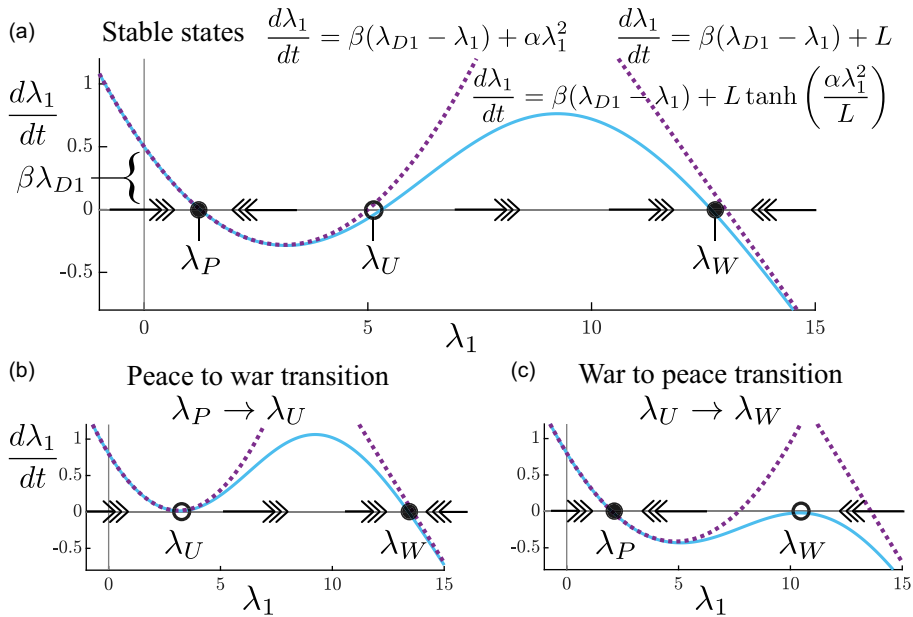 (a) Stable states dλ₁/dt = β(λ_D1 − λ₁) + αλ₁² dλ₁/dt = β(λ_D1 − λ₁) + L
dλ₁/dt = β(λ_D1 − λ₁) + L tanh(αλ₁²/L)
dλ₁/dt
1
0.5
βλ_D1 {
0
λ_P λ_U λ_W
-0.5
0 5 10 15
λ₁
(b) Peace to war transition
λ_P → λ_U
dλ₁/dt
1
0.5
0
λ_U λ_W
-0.5
0 5 10 15
λ₁
(c) War to peace transition
λ_U → λ_W
1
0.5
0
λ_P λ_W
-0.5
0 5 10 15
λ₁